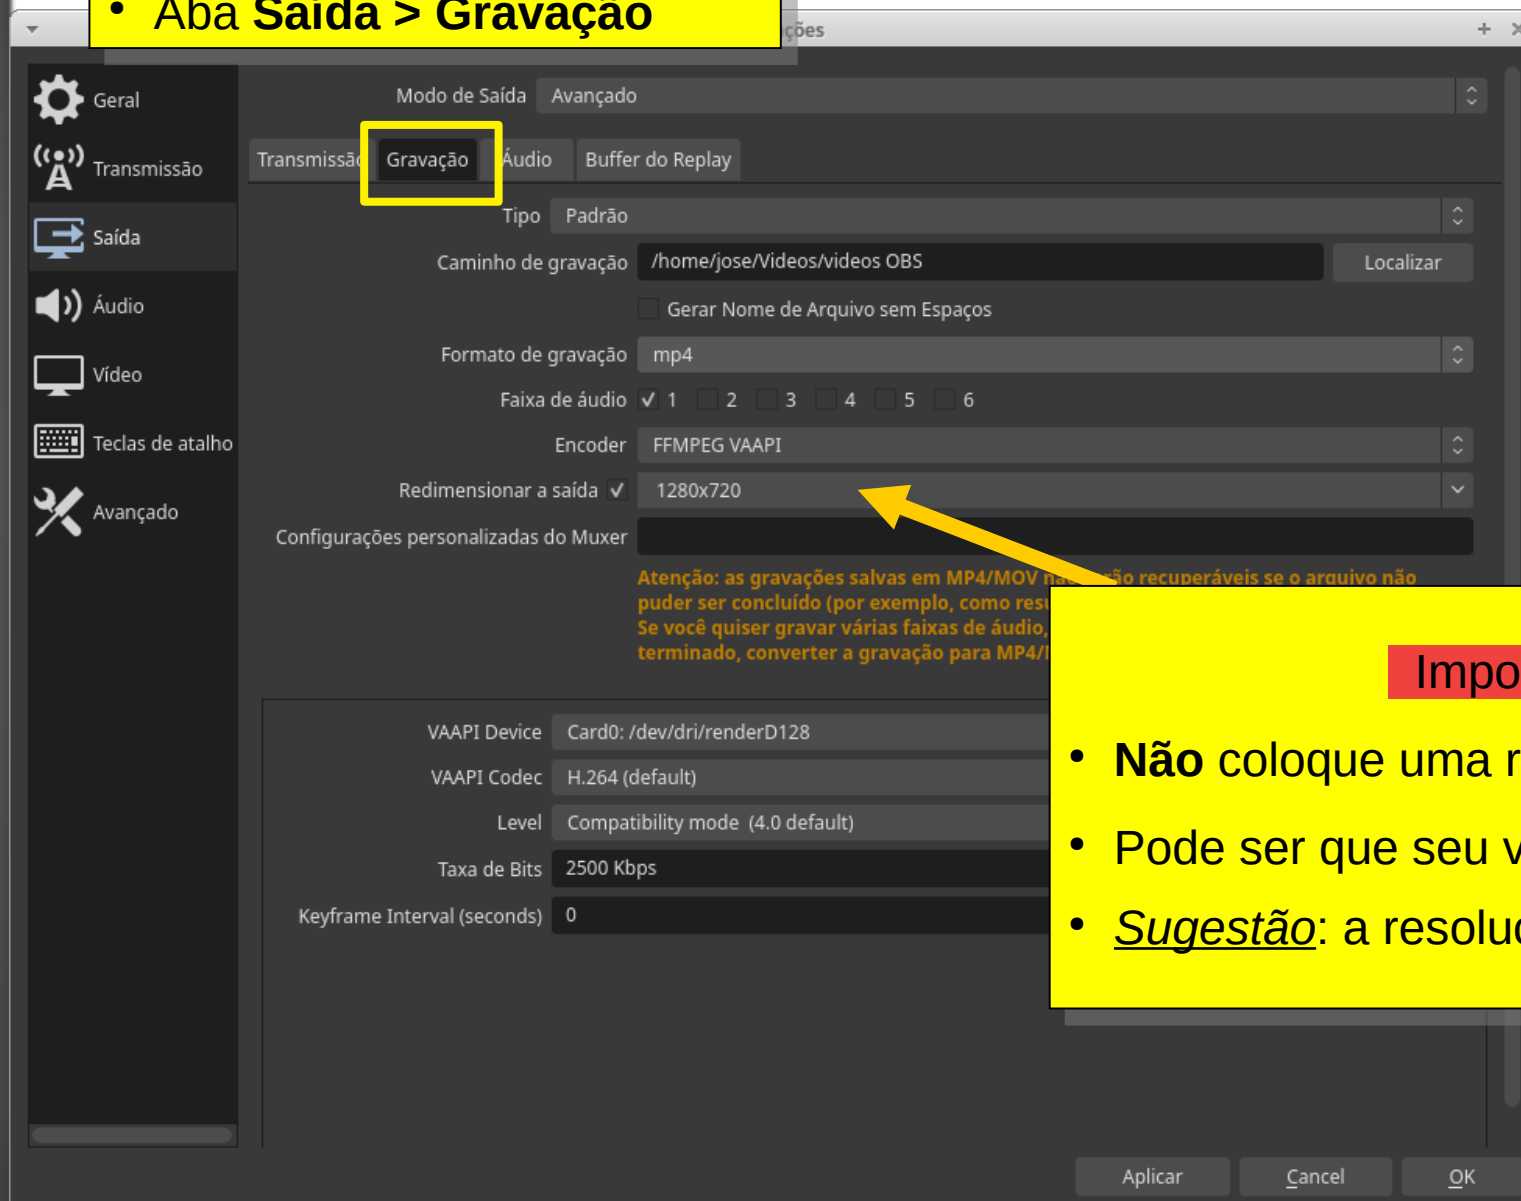 • Aba Saída > Gravação
ções
Geral
Transmissão
Saída
Áudio
Vídeo
Teclas de atalho
Avançado
Modo de Saída Avançado
Transmissão Gravação Áudio Buffer do Replay
Tipo Padrão
Caminho de gravação /home/jose/Videos/videos OBS Localizar
Gerar Nome de Arquivo sem Espaços
Formato de gravação mp4
Faixa de áudio 1 2 3 4 5 6
Encoder FFMPEG VAAPI
Redimensionar a saída 1280x720
Configurações personalizadas do Muxer
Atenção: as gravações salvas em MP4/MOV recuperáveis se o arquivo não
puder ser concluído (por exemplo, como
Se você quiser gravar várias faixas de áudio,
terminado, converter a gravação para
VAAPI Device Card0: /dev/dri/renderD128
VAAPI Codec H.264 (default)
Level Compatibility mode (4.0 default)
Taxa de Bits 2500 Kbps
Keyframe Interval (seconds) 0
Impo
• Não coloque uma r
• Pode ser que seu v
• Sugestão: a resolu
Aplicar Cancel OK